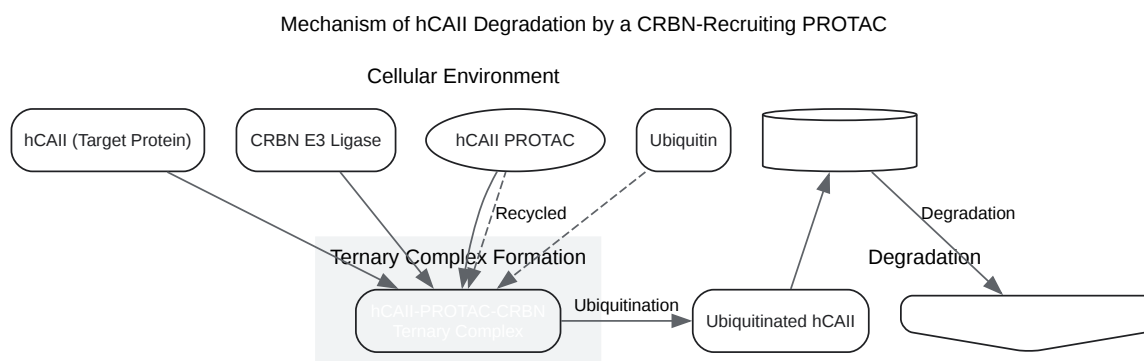 Mechanism of hCAII Degradation by a CRBN-Recruiting PROTAC
Cellular Environment
hCAII (Target Protein)
CRBN E3 Ligase
hCAII PROTAC
Ubiquitin
Recycled
Degradation
Ternary Complex Formation
Degradation
hCAII-PROTAC-CRBN
Ternary Complex
Ubiquitination
Ubiquitinated hCAII